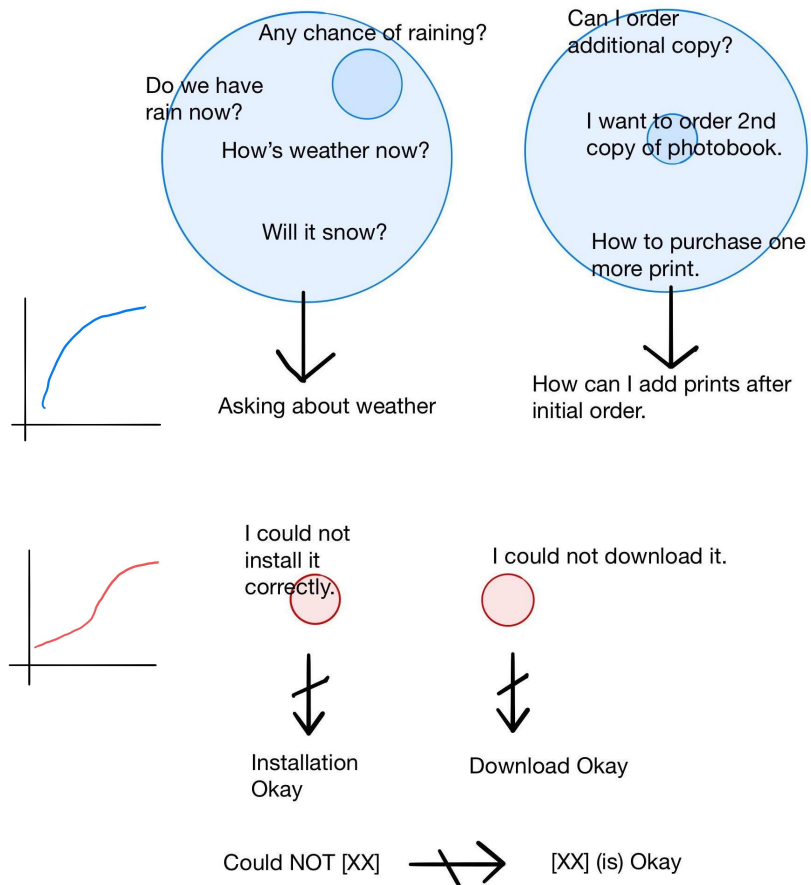 Any chance of raining?
Can I order
additional copy?
Do we have
rain now?
How's weather now?
I want to order 2nd
copy of photobook.
Will it snow?
How to purchase one
more print.
Asking about weather
How can I add prints after
initial order.
I could not
install it
correctly.
I could not download it.
Installation
Okay
Download Okay
Could NOT [XX]
[XX] (is) Okay